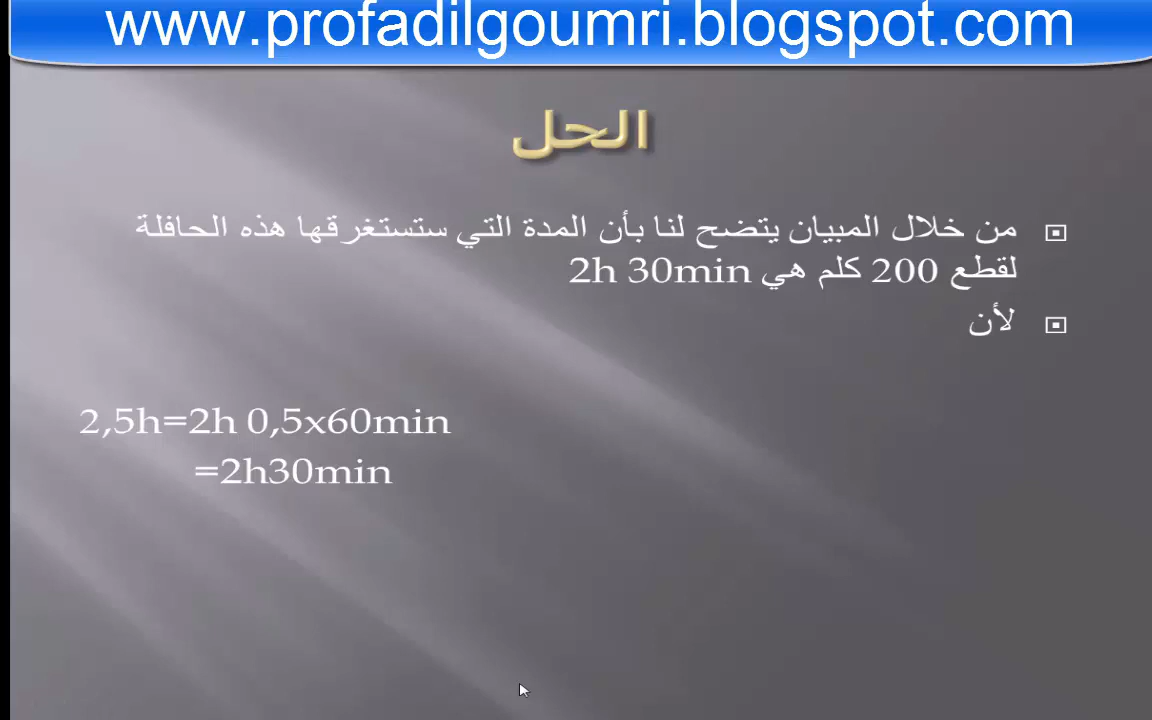 www.profadilgoumri.blogspot.com
الحل
من خلال المبيان يتضح لنا بأن المدة التي ستستغرقها هذه الحافلة
لقطع 200 كلم هي 2h 30min
لأن
2,5h=2h 0,5x60min
=2h30min